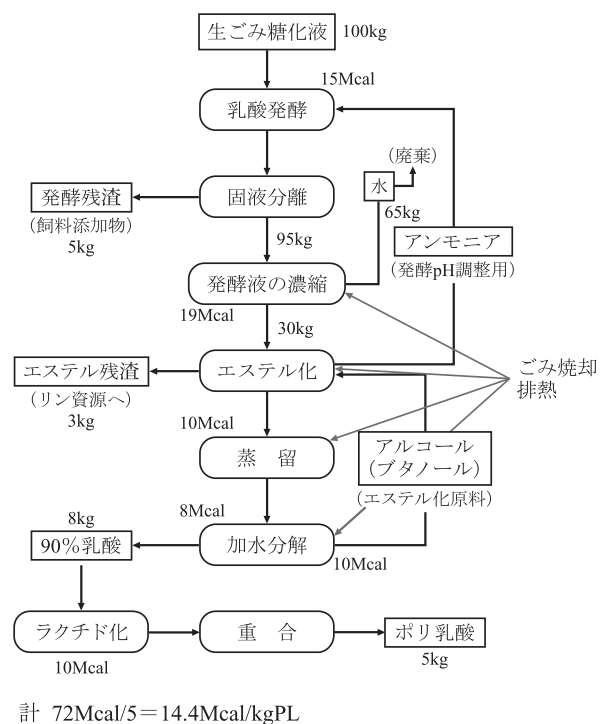 生ごみ糖化液
100kg
15Mcal
乳酸発酵
(廃棄)
水
65kg
発酵残渣
(飼料添加物)
5kg
固液分離
95kg
アンモニア
(発酵pH調整用)
発酵液の濃縮
19Mcal
30kg
エステル残渣
(リン資源へ)
3kg
エステル化
ごみ焼却
排熱
10Mcal
蒸 留
アルコール
(ブタノール)
(エステル化原料)
8Mcal
8kg
90%乳酸
加水分解
10Mcal
ラクチド化
10Mcal
重 合
ポリ乳酸
5kg
計 72Mcal/5=14.4Mcal/kgPL